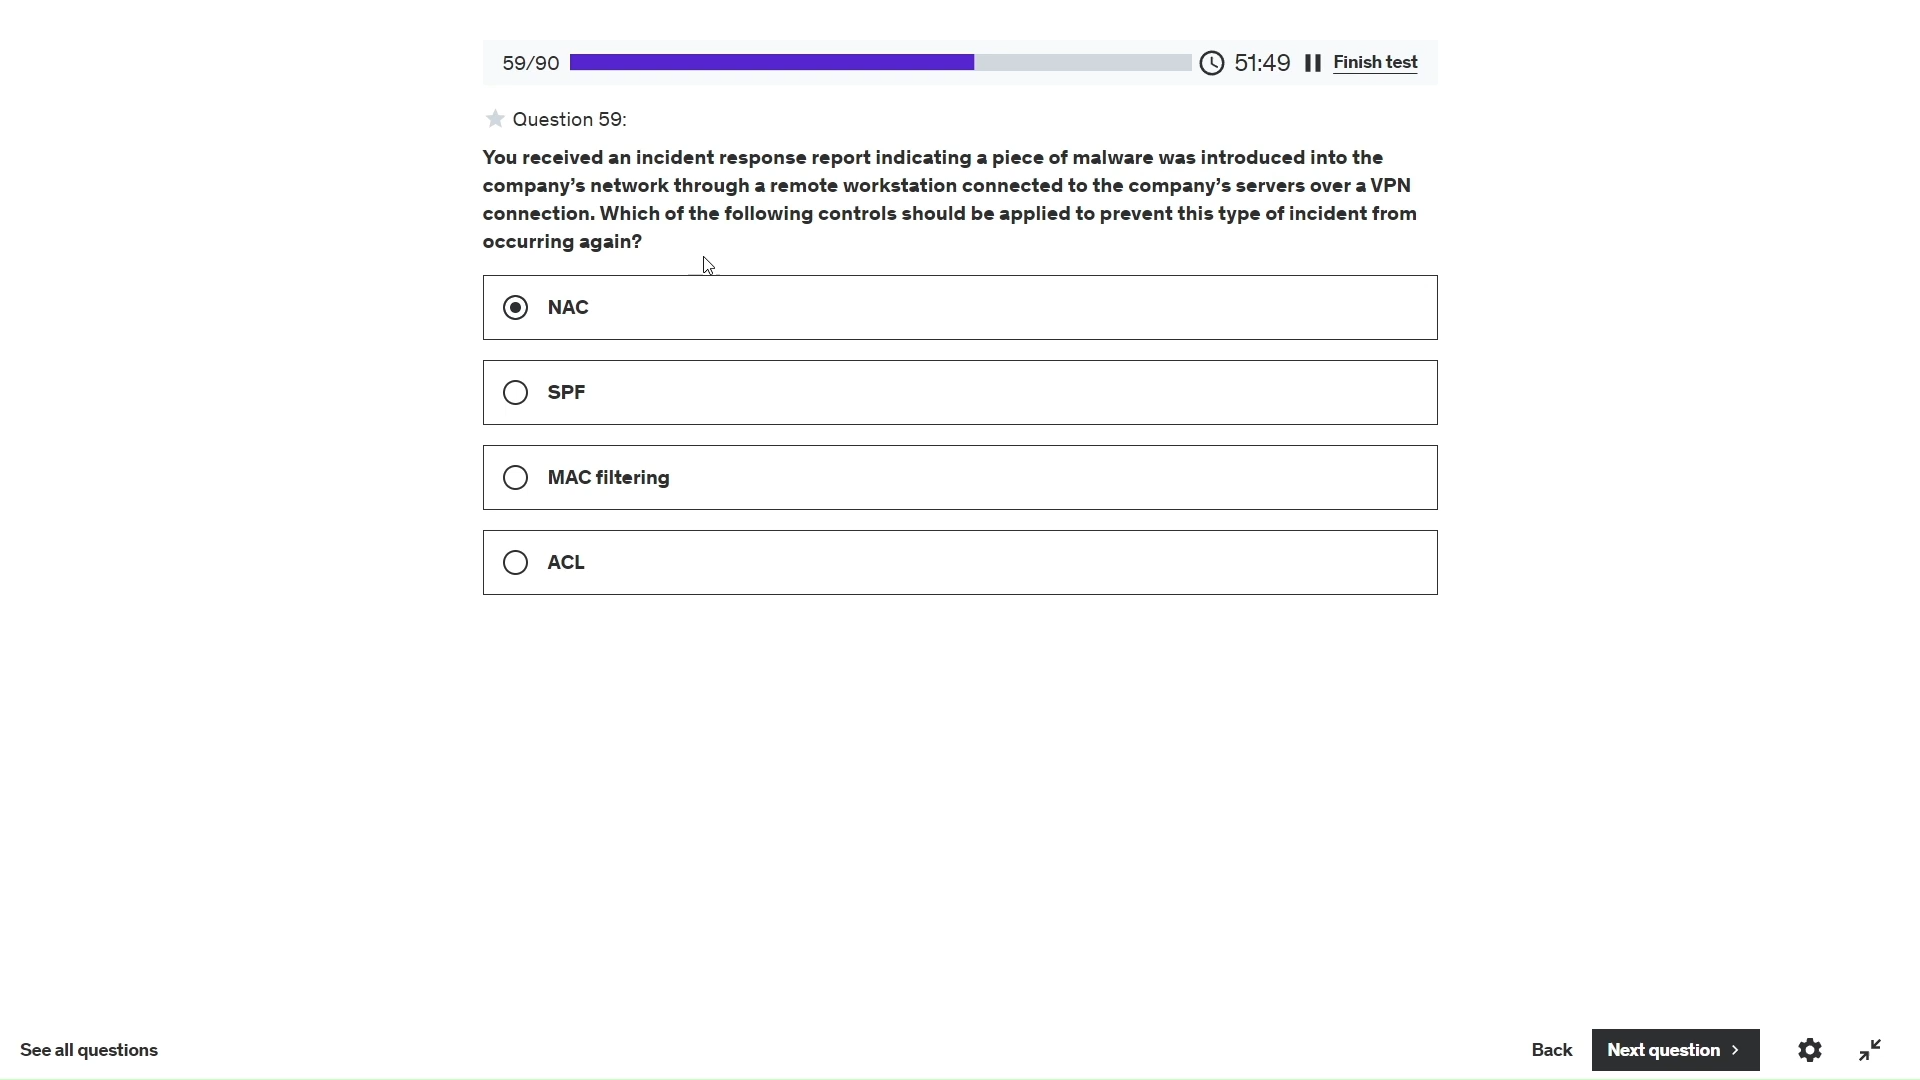 59/90
51:49
Finish test
Question 59:
You received an incident response report indicating a piece of malware was introduced into the
company’s network through a remote workstation connected to the company’s servers over a VPN
connection. Which of the following controls should be applied to prevent this type of incident from
occurring again?
NAC
SPF
MAC filtering
ACL
See all questions
Back
Next question